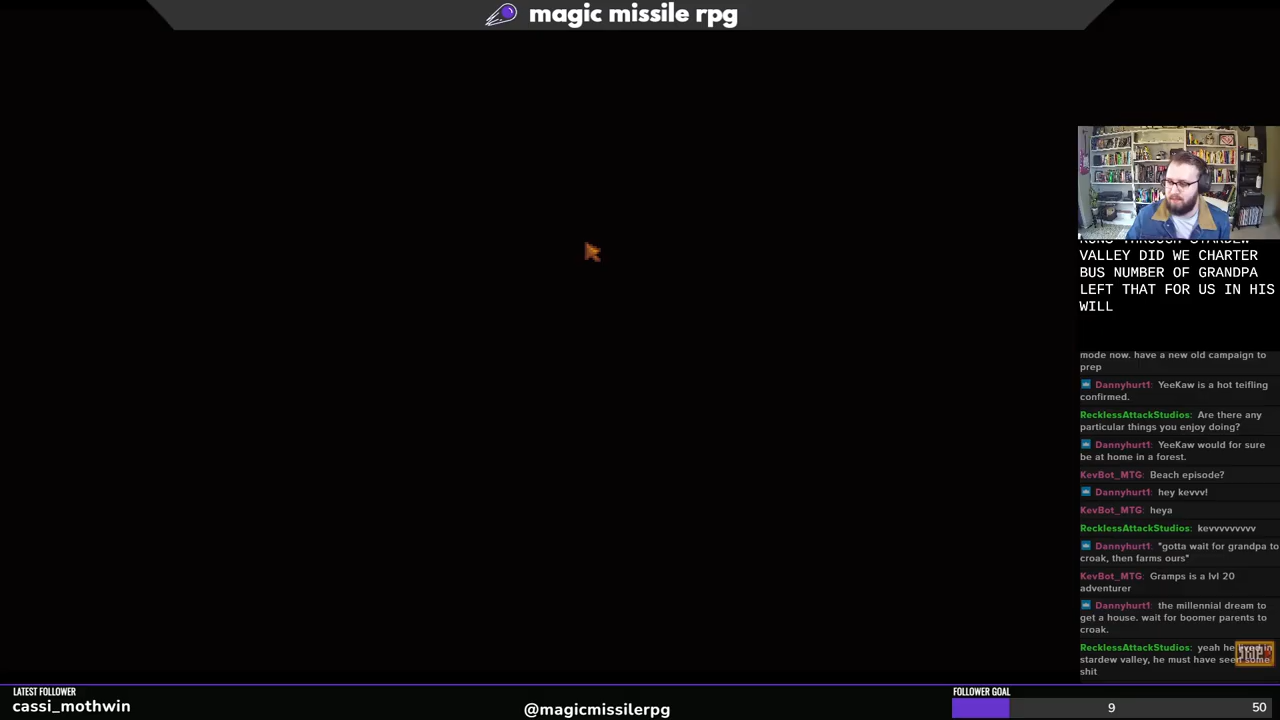 magic missile rpg
VALLEY DID WE CHARTER
BUS NUMBER OF GRANDPA
LEFT THAT FOR US IN HIS
WILL
mode now. have a new old campaign to
prep
Dannyhurt1: YeeKaw is a hot teifling
confirmed.
RecklessAttackStudios: Are there any
particular things you enjoy doing?
Dannyhurt1: YeeKaw would for sure
be at home in a forest.
KevBot_MTG: Beach episode?
Dannyhurt1: hey kevvv!
KevBot_MTG: heya
RecklessAttackStudios: kevvvvvvvvv
Dannyhurt1: "gotta wait for grandpa to
croak, then farms ours"
KevBot_MTG: Gramps is a lvl 20
adventurer
Dannyhurt1: the millennial dream to
get a house. wait for boomer parents to
croak.
RecklessAttackStudios: yeah he lived in
stardew valley, he must have seen some
shit
LATEST FOLLOWER
cassi_mothwin
@magicmissilerpg
FOLLOWER GOAL
9
50